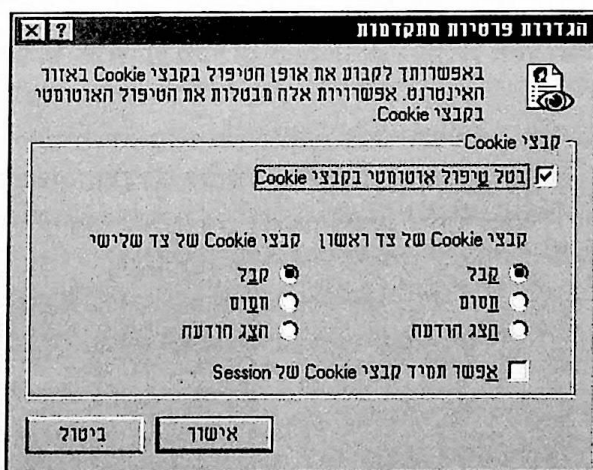 הגדרות פרטיות מתקדמות
באפשרותך לקבוע את אופן הטיפול בקבצי Cookie באזור
האינטרנט. אפשרויות אלה מבטלות את הטיפול האוטומטי
בקבצי Cookie.
קבצי Cookie
בטל טיפול אוטומטי בקבצי Cookie
קבצי Cookie של צד ראשון קבצי Cookie של צד שלישי
קבל קבל
חסום חסום
הצג הודעה הצג הודעה
אפשר תמיד קבצי Cookie של Session
אישור ביטול